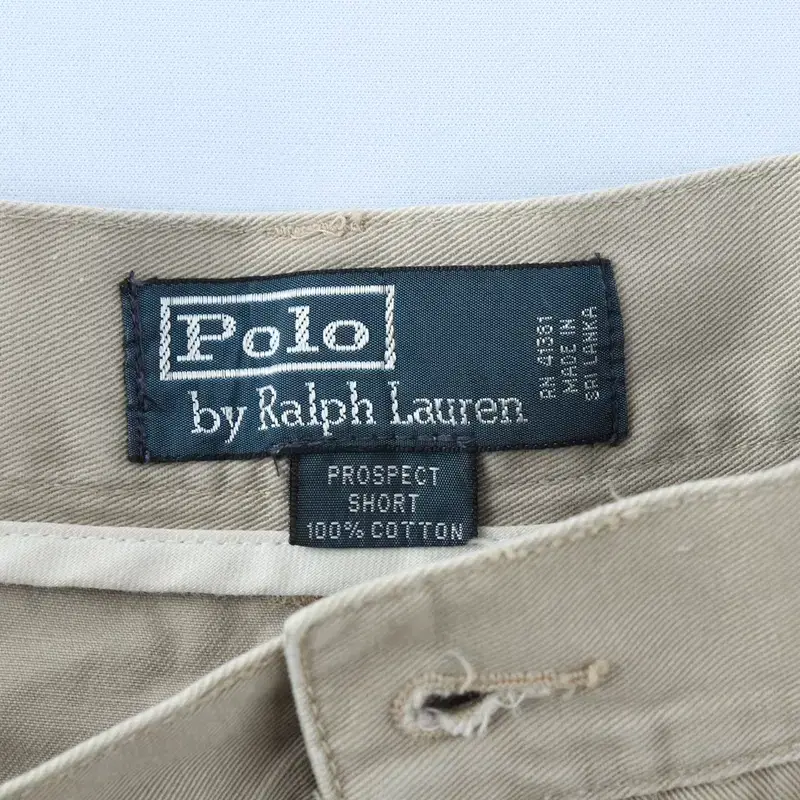 Polo
by Ralph Lauren
RN 41381
MADE IN
SRI LANKA
PROSPECT
SHORT
100% COTTON